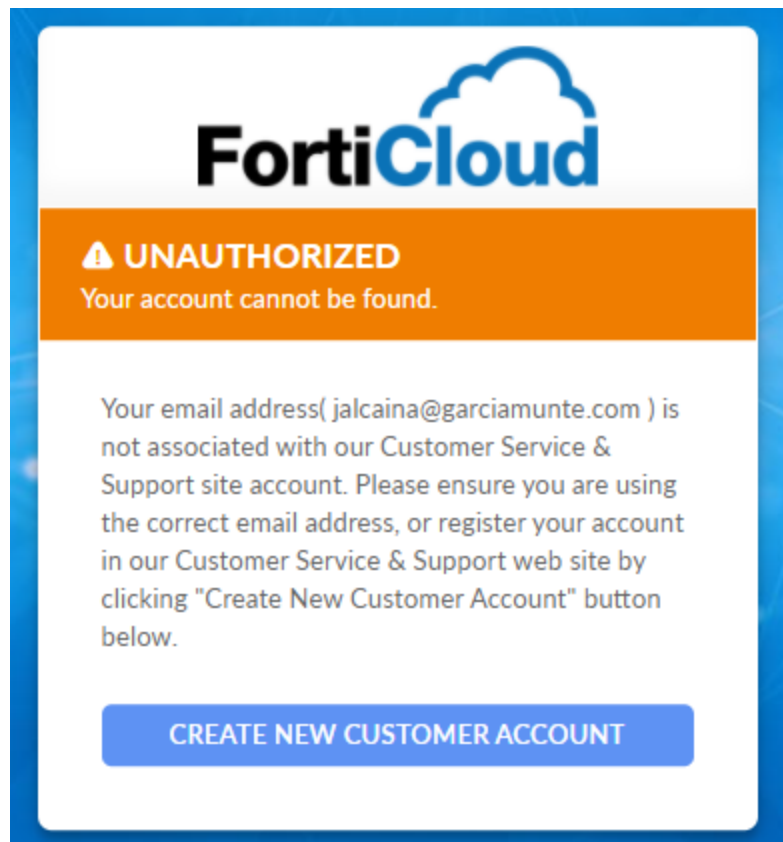 FortiCloud
UNAUTHORIZED
Your account cannot be found.
Your email address( jalcaina@garciamunte.com ) is
not associated with our Customer Service &
Support site account. Please ensure you are using
the correct email address, or register your account
in our Customer Service & Support web site by
clicking "Create New Customer Account" button
below.
CREATE NEW CUSTOMER ACCOUNT